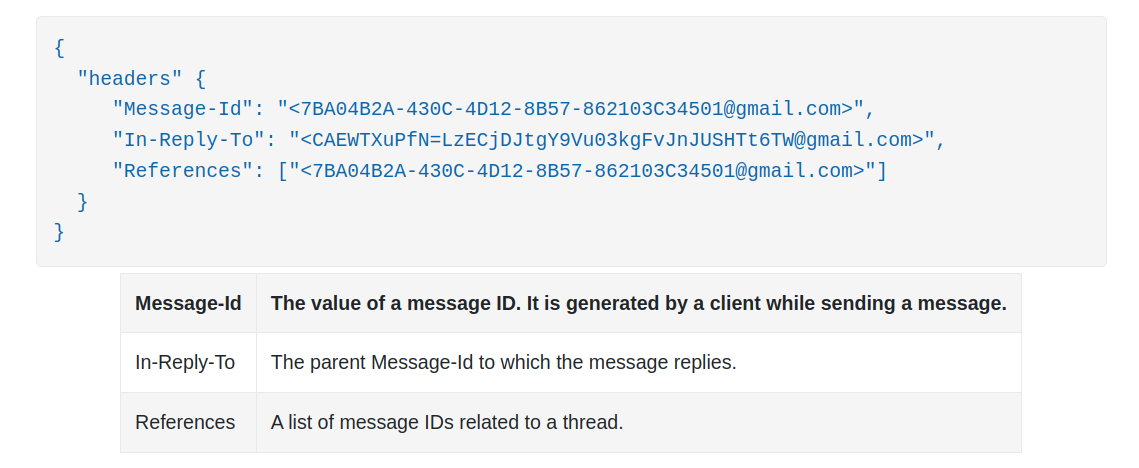 {
"headers" {
"Message-Id": "<7BA04B2A-430C-4D12-8B57-862103C34501@gmail.com>",
"In-Reply-To": "<CAEWTXuPfN=LzECjDJtgY9Vu03kgFvJnJUSHTt6TW@gmail.com>",
"References": ["<7BA04B2A-430C-4D12-8B57-862103C34501@gmail.com>"]
}
}
Message-Id The value of a message ID. It is generated by a client while sending a message.
In-Reply-To The parent Message-Id to which the message replies.
References A list of message IDs related to a thread.